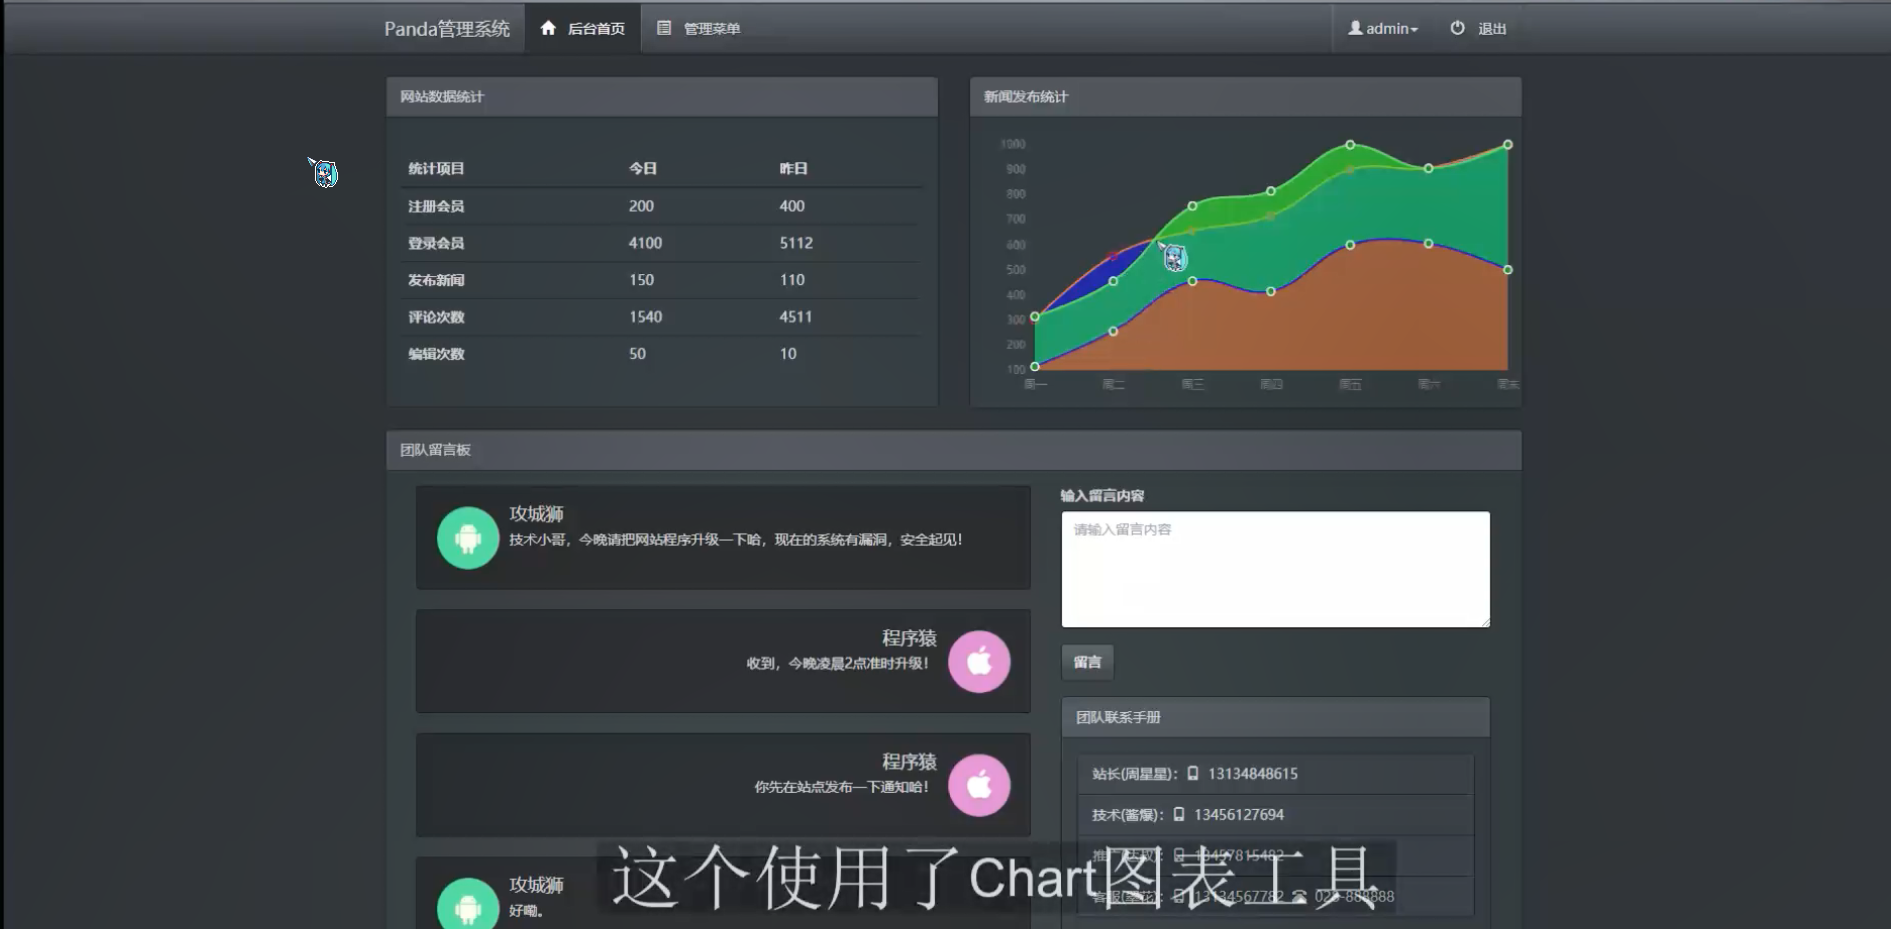 Panda管理系统 后台首页 管理菜单 admin 退出
网站数据统计
统计项目 今日 昨日
注册会员 200 400
登录会员 4100 5112
发布新闻 150 110
评论次数 1540 4511
编辑次数 50 10
新闻发布统计
1000
900
800
700
600
500
400
300
200
100
周一 周二 周三 周四 周五 周六 周末
团队留言板
攻城狮
技术小哥，今晚请把网站程序升级一下哈，现在的系统有漏洞，安全起见！
程序猿
收到，今晚凌晨2点准时升级！
程序猿
你先在站点发布一下通知哈！
攻城狮
好嘞。
输入留言内容
请输入留言内容
留言
团队联系手册
站长(周星星)： 13134848615
技术(酱爆)： 13456127694
13457815482
13134567782
这个使用了Chart图表工具